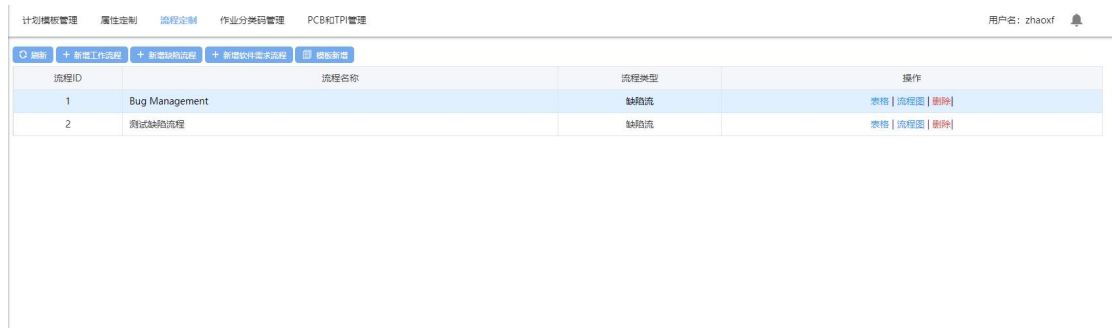 计划模板管理 属性定制 流程定制 作业分类码管理 PCB和TPI管理 用户名：zhaoxf
刷新 + 新增工作流程 + 新增缺陷流程 + 新增软件需求流程 模板新增
流程ID 流程名称 流程类型 操作
1 Bug Management 缺陷流 表格 | 流程图 | 删除|
2 测试缺陷流程 缺陷流 表格 | 流程图 | 删除|